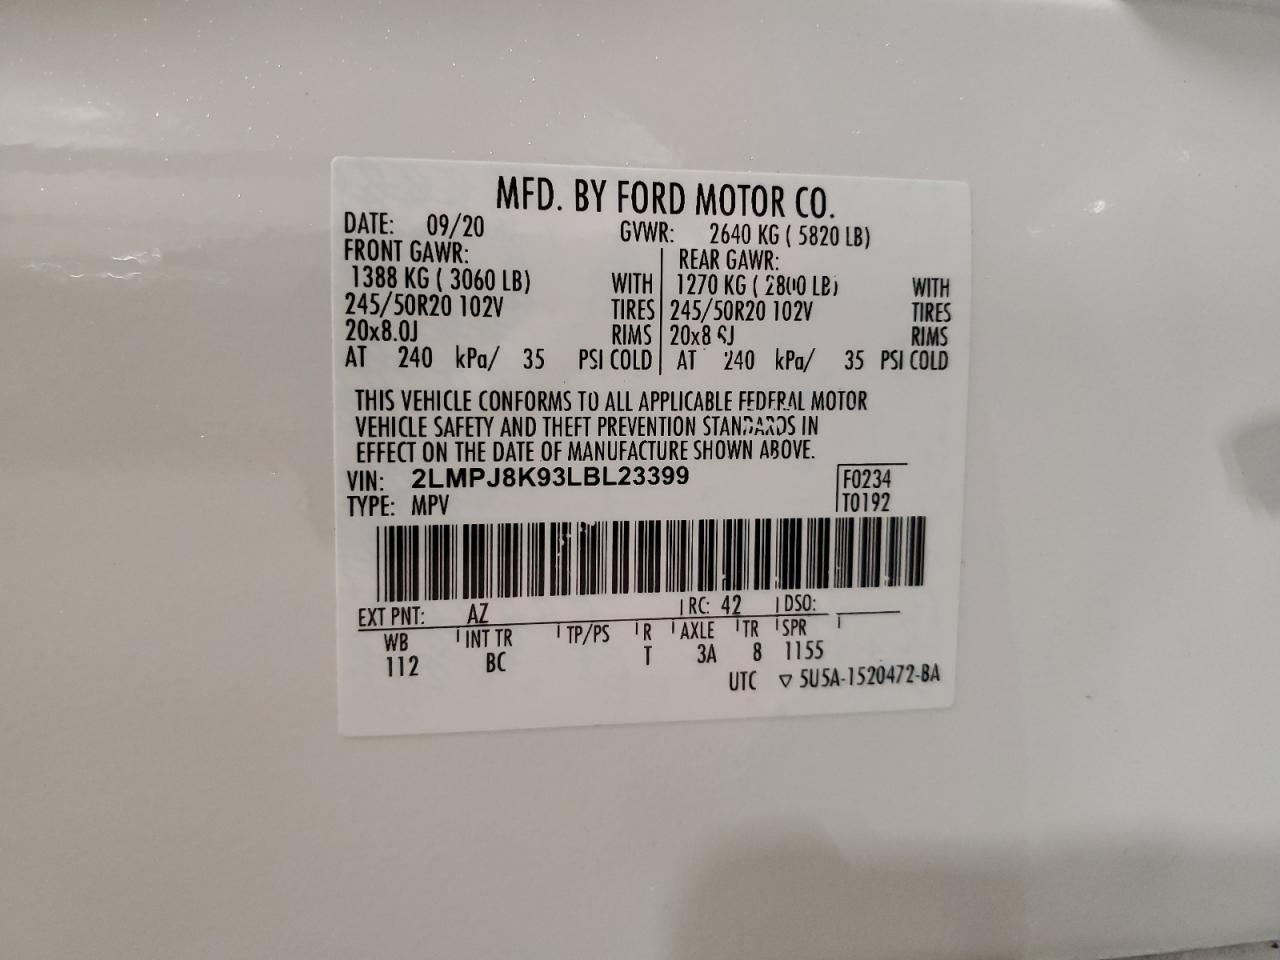 MFD. BY FORD MOTOR CO.
DATE: 09/20 GVWR: 2640 KG ( 5820 LB)
FRONT GAWR: REAR GAWR:
1388 KG ( 3060 LB) WITH 1270 KG ( 2800 LB) WITH
245/50R20 102V TIRES 245/50R20 102V TIRES
20x8.0J RIMS RIMS
AT 240 kPa/ 35 PSI COLD AT 240 kPa/ 35 PSI COLD
THIS VEHICLE CONFORMS TO ALL APPLICABLE FEDERAL MOTOR
VEHICLE SAFETY AND THEFT PREVENTION STANDARDS IN
EFFECT ON THE DATE OF MANUFACTURE SHOWN ABOVE.
VIN: 2LMPJ8K93LBL23399 F0234
TYPE: MPV T0192
EXT PNT: AZ RC: 42 DSO:
WB INT TR TP/PS R AXLE TR SPR
112 BC T 3A 8 1155
UTC ▽ 5U5A-1520472-BA